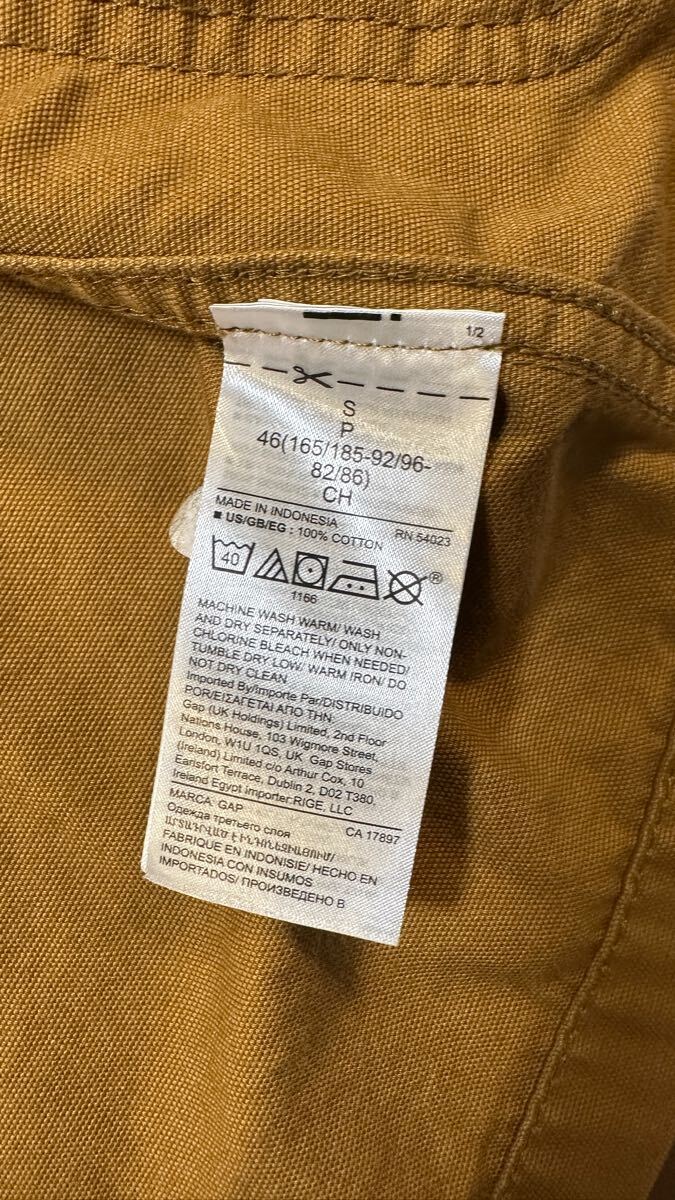 1/2
S
P
46(165/185-92/96-
82/86)
CH
MADE IN INDONESIA RN 54023
■ US/GB/EG : 100% COTTON
40 ®
1166
MACHINE WASH WARM/ WASH
AND DRY SEPARATELY/ ONLY NON-
CHLORINE BLEACH WHEN NEEDED/
TUMBLE DRY LOW/ WARM IRON/ DO
NOT DRY CLEAN
Imported By/Importe Par/DISTRIBUIDO
POR/ΕΙΣΑΓΕΤΑΙ ΑΠΟ ΤΗΝ:
Gap (UK Holdings) Limited, 2nd Floor
Nations House, 103 Wigmore Street,
London, W1U 1QS, UK Gap Stores
(Ireland) Limited c/o Arthur Cox, 10
Earlsfort Terrace, Dublin 2, D02 T380,
Ireland Egypt importer:RIGE, LLC
MARCA: GAP CA 17897
Одежда третьего слоя
ԱՐՏԱԴՐՎԱԾ Է ԻՆԴՈՆԵԶԻԱՅՈՒՄ/
FABRIQUE EN INDONISIE/ HECHO EN
INDONESIA CON INSUMOS
IMPORTADOS/ ПРОИЗВЕДЕНО В